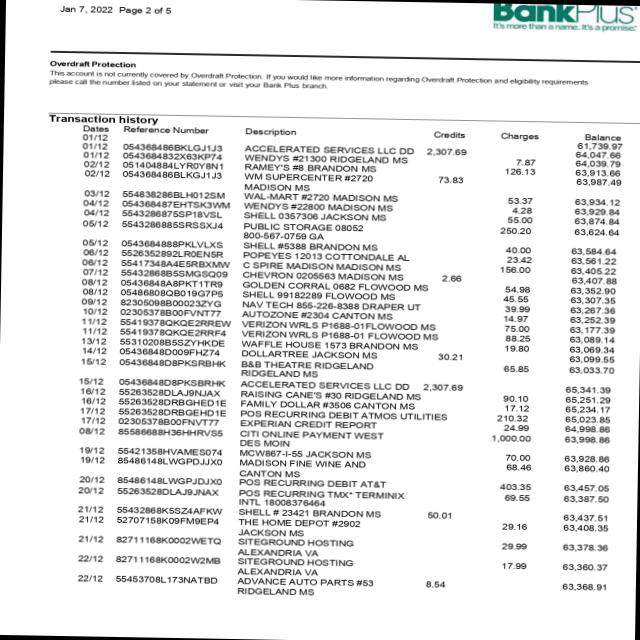 Jan 7, 2022 Page 2 of 5
BankPlus
It's more than a name. It's a promise.
Overdraft Protection
This account is not currently covered by Overdraft Protection. If you would like more information regarding Overdraft Protection and eligibility requirements
please call the number listed on your statement or visit your Bank Plus branch.
Transaction history
Dates Reference Number Description Credits Charges Balance
01/12 61,739.97
01/12 054368486BKLGJ1J3 ACCELERATED SERVICES LLC DD 2,307.69 64,047.66
01/12 0543684832X63KP74 WENDYS #21300 RIDGELAND MS 7.87 64,039.79
02/12 051404884LYR0Y8N1 RAMEY'S #8 BRANDON MS 126.13 63,913.66
02/12 054368486BLKGJ1J3 WM SUPERCENTER #2720 73.83 63,987.49
MADISON MS
03/12 554838286BLH012SM WAL-MART #2720 MADISON MS 53.37 63,934.12
04/12 05436848 7EHTSK3WM WENDYS #22800 MADISON MS 4.28 63,929.84
04/12 5543286875SP18VSL SHELL 0357306 JACKSON MS 55.00 63,874.84
05/12 5543286885SRSSXJ4 PUBLIC STORAGE 08052 250.20 63,624.64
800-567-0759 GA
05/12 0543684888PKLVLXS SHELL #5388 BRANDON MS 40.00 63,584.64
06/12 5526352892LR0EN5R POPEYES 12013 COTTONDALE AL 23.42 63,561.22
06/12 55417348A4E5RBXMW C SPIRE MADISON MADISON MS 156.00 63,405.22
07/12 55432868B5SMGSQ09 CHEVRON 0205563 MADISON MS 2.66 63,407.88
08/12 05436848A8PKT1TR9 GOLDEN CORRAL 0682 FLOWOOD MS 54.98 63,352.90
08/12 05486808QB019G7P5 SHELL 99182289 FLOWOOD MS 45.55 63,307.35
09/12 82305098B00023ZYG NAV TECH 855-226-8388 DRAPER UT 39.99 63,267.36
10/12 02305378B00FVNT77 AUTOZONE #2304 CANTON MS 14.97 63,252.39
11/12 55419378QKQE2RREW VERIZON WRLS P1688-01FLOWOOD MS 75.00 63,177.39
11/12 55419378QKQE2RRF4 VERIZON WRLS P1688-01 FLOWOOD MS 88.25 63,089.14
13/12 55310208B5SZYHKDE WAFFLE HOUSE 1573 BRANDON MS 19.80 63,069.34
14/12 05436848D009FHZ74 DOLLARTREE JACKSON MS 30.21 63,099.55
15/12 05436848D8PKSRBHK B&B THEATRE RIDGELAND 65.85 63,033.70
RIDGELAND MS
15/12 05436848D8PKSBRHK ACCELERATED SERVICES LLC DD 2,307.69 65,341.39
16/12 55263528DLAJ9NJAX RAISING CANE'S #30 RIDGELAND MS 90.10 65,251.29
16/12 55263528DRBGHED1E FAMILY DOLLAR #3506 CANTON MS 17.12 65,234.17
17/12 55263528DRBGEHD1E POS RECURRING DEBIT ATMOS UTILITIES 210.32 65,023.85
17/12 02305378B00FVNT77 EXPERIAN CREDIT REPORT 24.99 64,998.86
08/12 85586688H36HHRVS5 CITI ONLINE PAYMENT WEST 1,000.00 63,998.86
DES MOIN
19/12 55421358HVAMES074 MCW867-I-55 JACKSON MS 70.00 63,928.86
19/12 85486148LWGPDJJX0 MADISON FINE WINE AND 68.46 63,860.40
CANTON MS
20/12 85486148LWGPDJJX0 POS RECURRING DEBIT AT&T 403.35 63,457.05
20/12 55263528DLAJ9JNAX POS RECURRING TMX* TERMINIX 69.55 63,387.50
INTL 18008376464
21/12 55432868K5SZ4AFKW SHELL # 23421 BRANDON MS 50.01 63,437.51
21/12 52707158K09FM9EP4 THE HOME DEPOT #2902 29.16 63,408.35
JACKSON MS
21/12 82711168K0002WETQ SITEGROUND HOSTING 29.99 63,378.36
ALEXANDRIA VA
22/12 82711168K0002W2MB SITEGROUND HOSTING 17.99 63,360.37
ALEXANDRIA VA
22/12 55453708L173NATBD ADVANCE AUTO PARTS #53 8.54 63,368.91
RIDGELAND MS